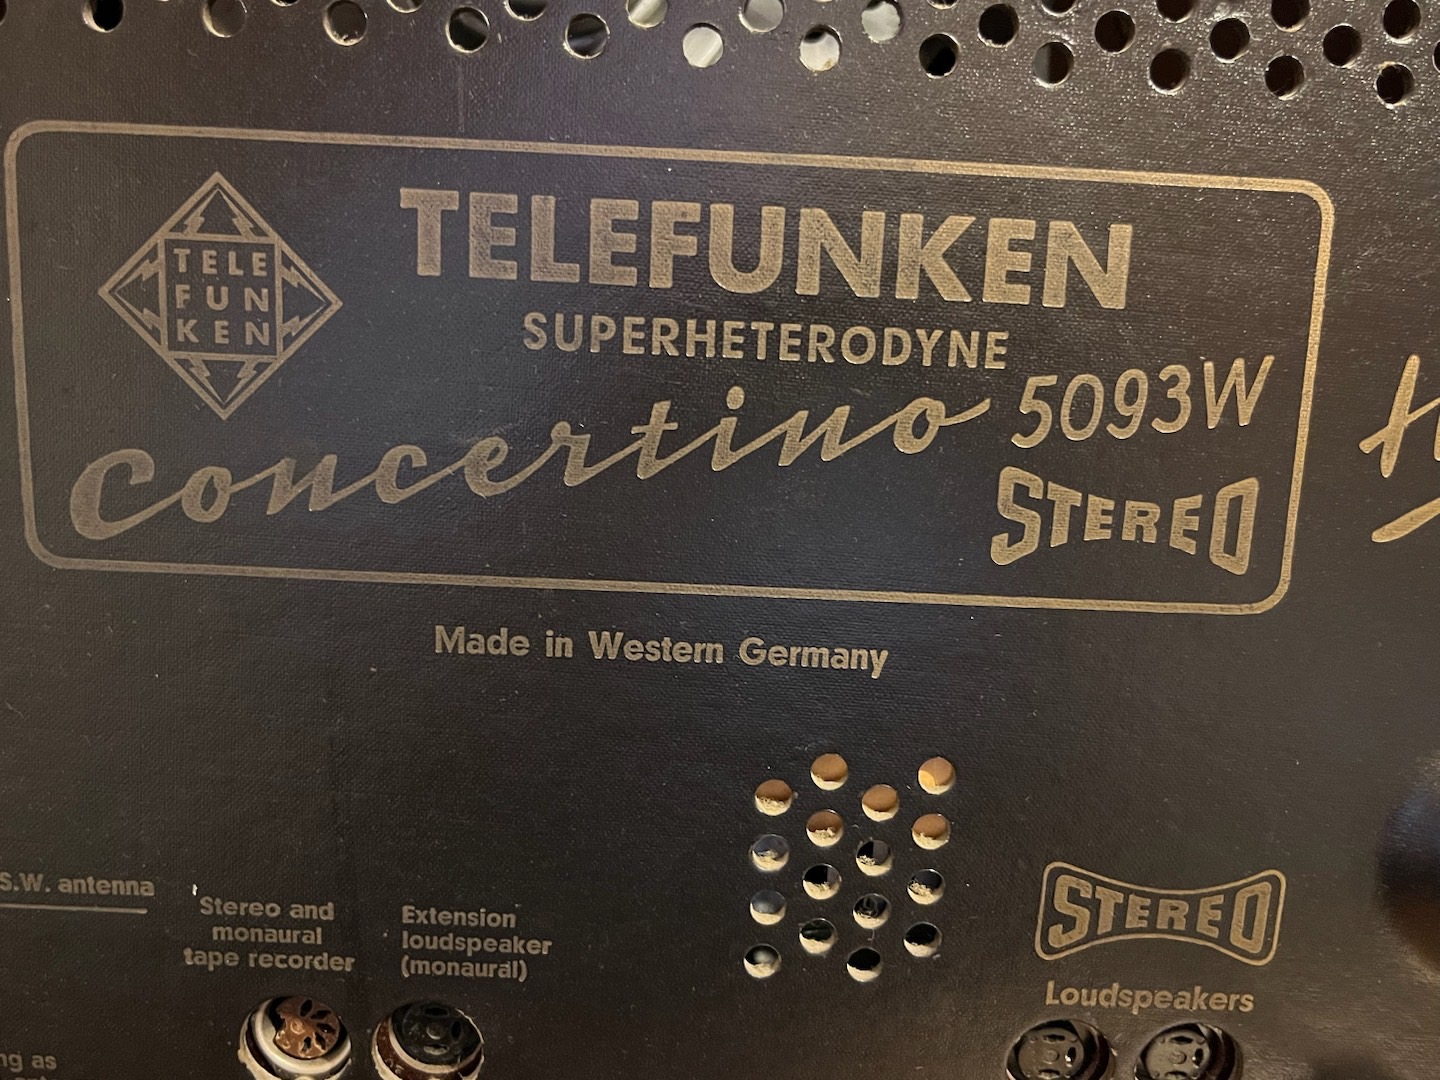 TELE
FUN
KEN
TELEFUNKEN
SUPERHETERODYNE
Concertino 5093W
STEREO
Made in Western Germany
S.W. antenna
Stereo and
monaural
tape recorder
Extension
loudspeaker
(monaural)
STEREO
Loudspeakers
as